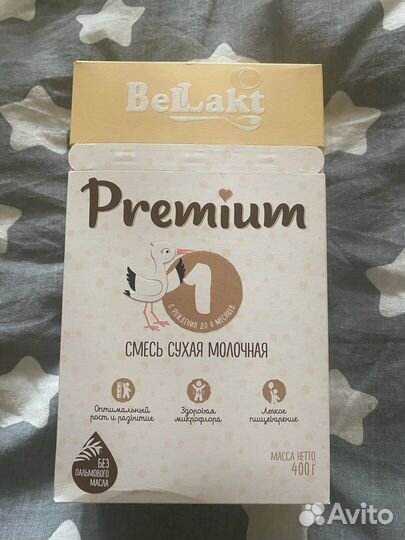 BeLLakt
Premium
1
С РОЖДЕНИЯ ДО 6 МЕСЯЦЕВ
СМЕСЬ СУХАЯ МОЛОЧНАЯ
Оптимальный
рост и развитие
Здоровая
микрофлора
Легкое
пищеварение
БЕЗ
ПАЛЬМОВОГО
МАСЛА
МАССА НЕТТО
400 г
Avito